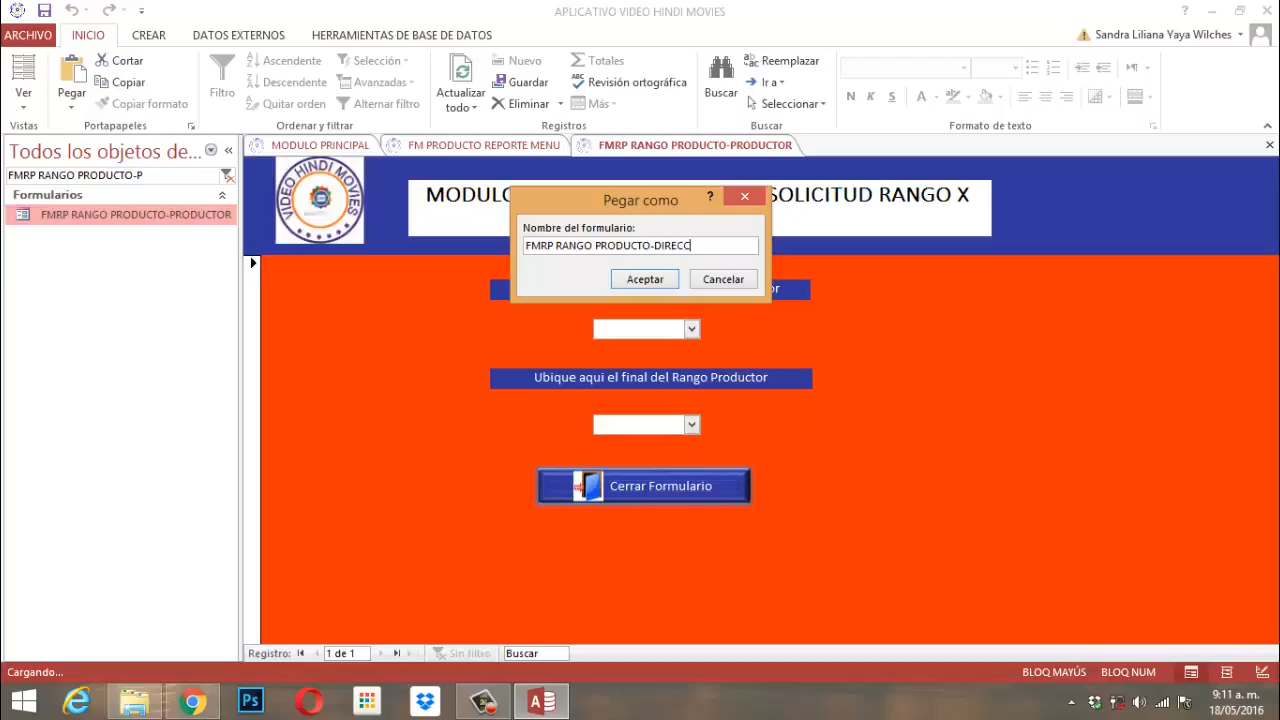 APLICATIVO VIDEO HINDI MOVIES
ARCHIVO INICIO CREAR DATOS EXTERNOS HERRAMIENTAS DE BASE DE DATOS Sandra Liliana Yaya Wilches
Ver
Pegar
Cortar
Copiar
Copiar formato
Filtro
Ascendente
Descendente
Quitar orden
Selección
Avanzadas
Alternar filtro
Actualizar
todo
Nuevo
Guardar
Eliminar
Totales
Revisión ortográfica
Más
Buscar
Reemplazar
Ir a
Seleccionar
N K S A
Vistas Portapapeles Ordenar y filtrar Registros Buscar Formato de texto
Todos los objetos de...
FMRP RANGO PRODUCTO-P
Formularios
FMRP RANGO PRODUCTO-PRODUCTOR
MODULO PRINCIPAL FM PRODUCTO REPORTE MENU FMRP RANGO PRODUCTO-PRODUCTOR
VIDEO HINDI MOVIES
MODULO SOLICITUD RANGO X
Pegar como
Nombre del formulario:
FMRP RANGO PRODUCTO-DIRECC
Aceptar Cancelar
Ubique aqui el final del Rango Productor
Cerrar Formulario
Registro: 1 de 1 Sin filtro Buscar
Cargando... BLOQ MAYÚS BLOQ NUM
Ps
9:11 a. m.
18/05/2016